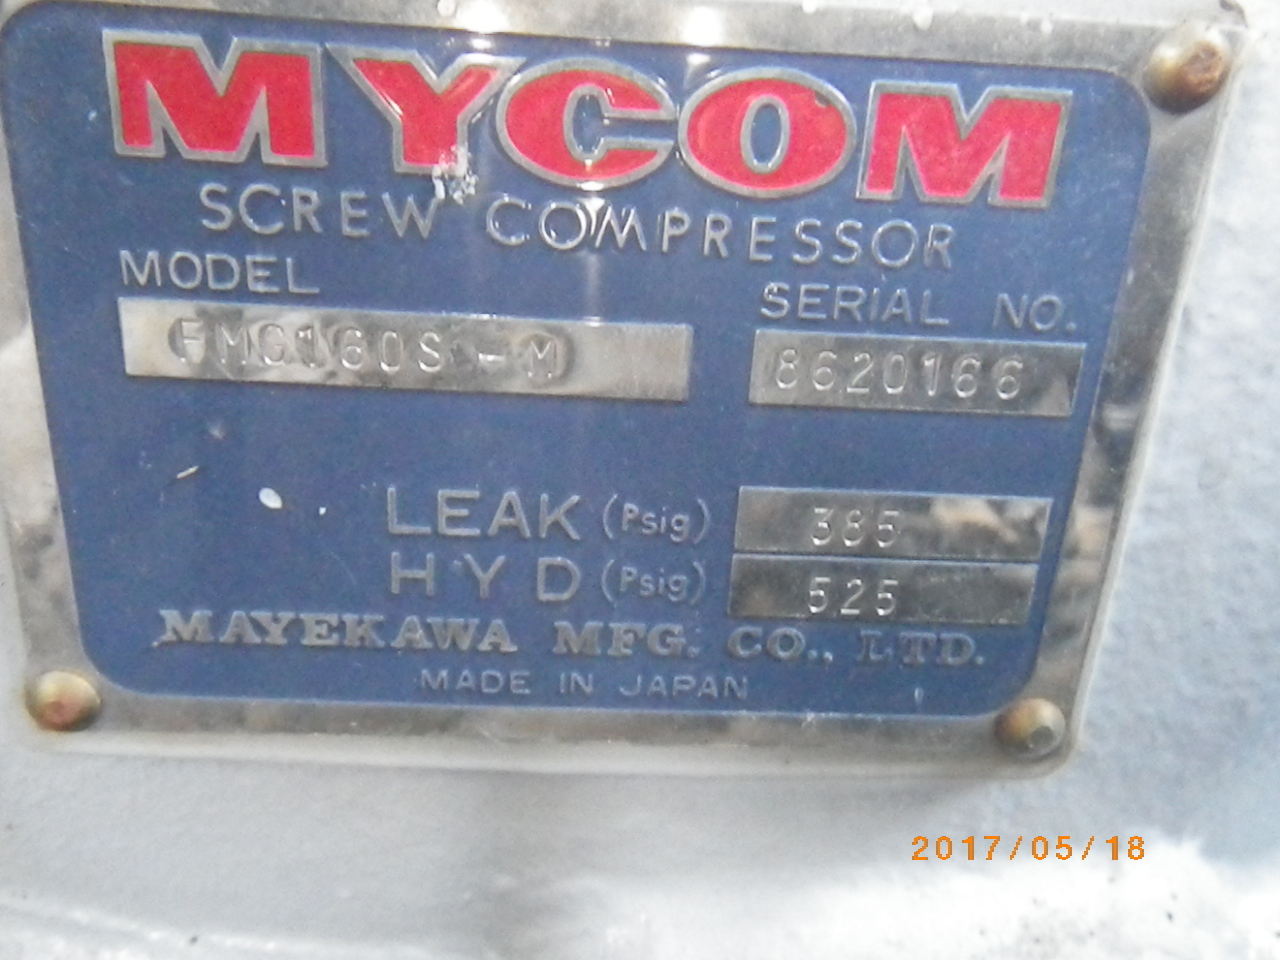 MYCOM
SCREW COMPRESSOR
MODEL
SERIAL NO.
FMG160S-M
8620166
LEAK (Psig) 385
HYD (Psig) 525
MAYEKAWA MFG. CO., LTD.
MADE IN JAPAN
2017/05/18